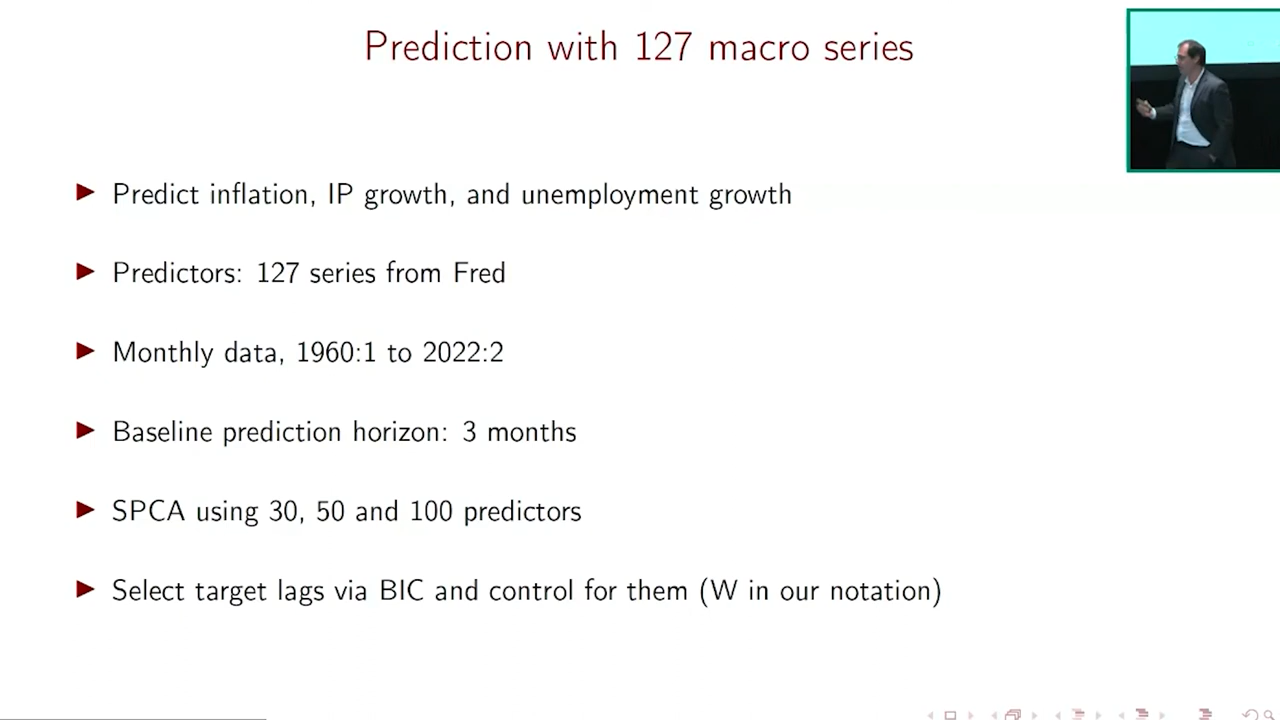 Prediction with 127 macro series
Predict inflation, IP growth, and unemployment growth
Predictors: 127 series from Fred
Monthly data, 1960:1 to 2022:2
Baseline prediction horizon: 3 months
SPCA using 30, 50 and 100 predictors
Select target lags via BIC and control for them (W in our notation)